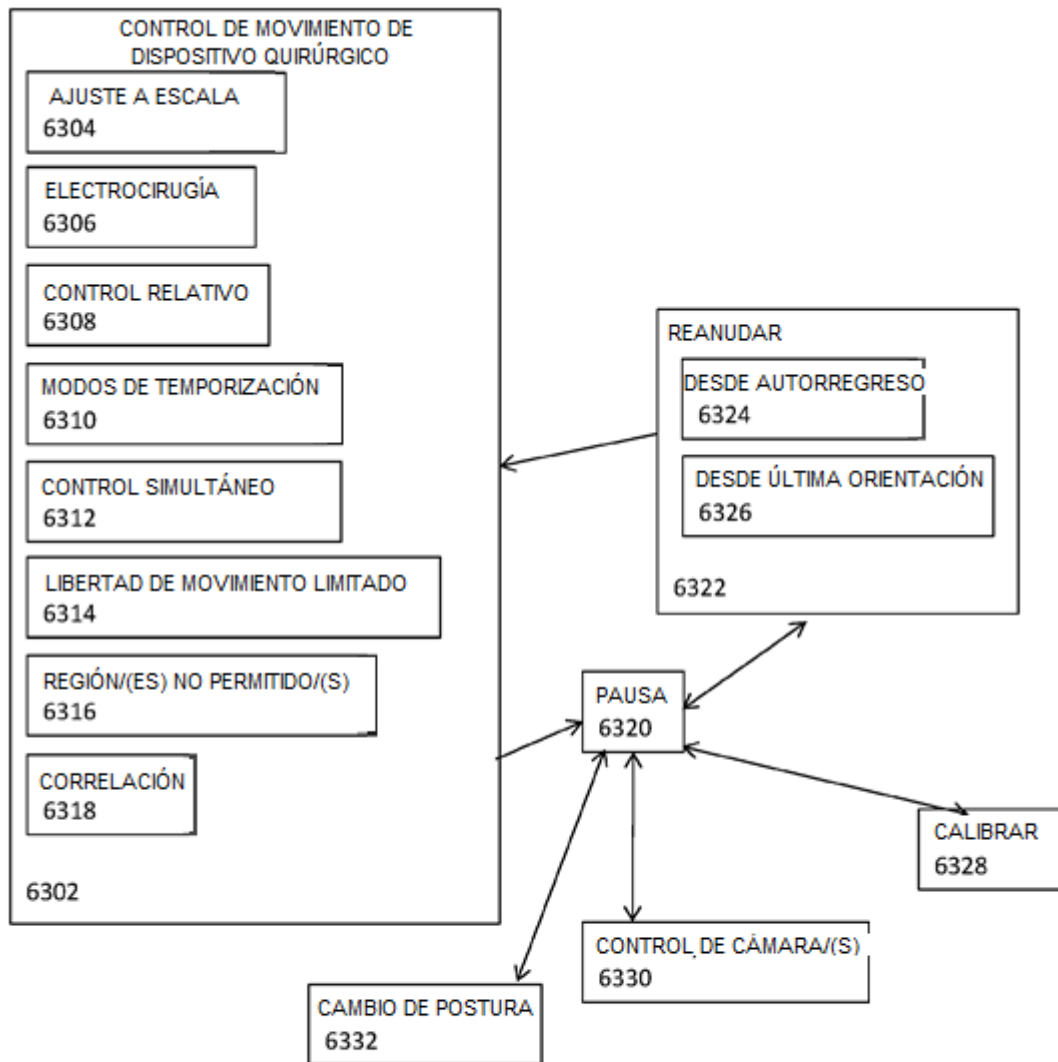 CONTROL DE MOVIMIENTO DE
DISPOSITIVO QUIRÚRGICO
AJUSTE A ESCALA
6304
ELECTROCIRUGÍA
6306
CONTROL RELATIVO
6308
MODOS DE TEMPORIZACIÓN
6310
CONTROL SIMULTÁNEO
6312
LIBERTAD DE MOVIMIENTO LIMITADO
6314
REGIÓN/(ES) NO PERMITIDO/(S)
6316
CORRELACIÓN
6318
6302
REANUDAR
DESDE AUTORREGRESO
6324
DESDE ÚLTIMA ORIENTACIÓN
6326
6322
PAUSA
6320
CALIBRAR
6328
CONTROL DE CÁMARA/(S)
6330
CAMBIO DE POSTURA
6332